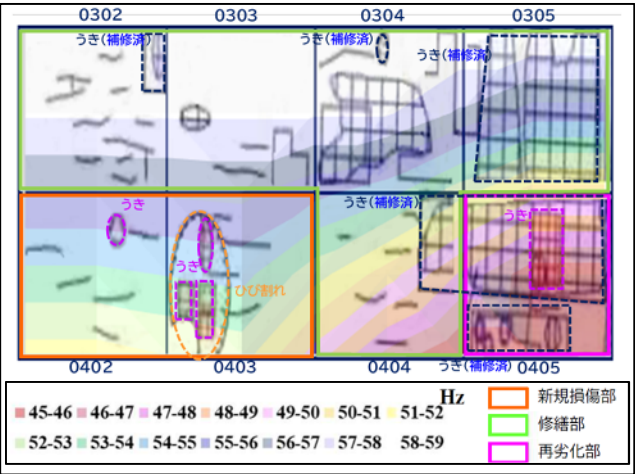 0302 0303 0304 0305
うき(補修済) うき(補修済)
うき(補修済)
うき うき(補修済) うき
うき
ひび割れ
0402 0403 0404 うき(補修済) 0405
Hz
45-46 46-47 47-48 48-49 49-50 50-51 51-52
52-53 53-54 54-55 55-56 56-57 57-58 58-59
新規損傷部
修繕部
再劣化部